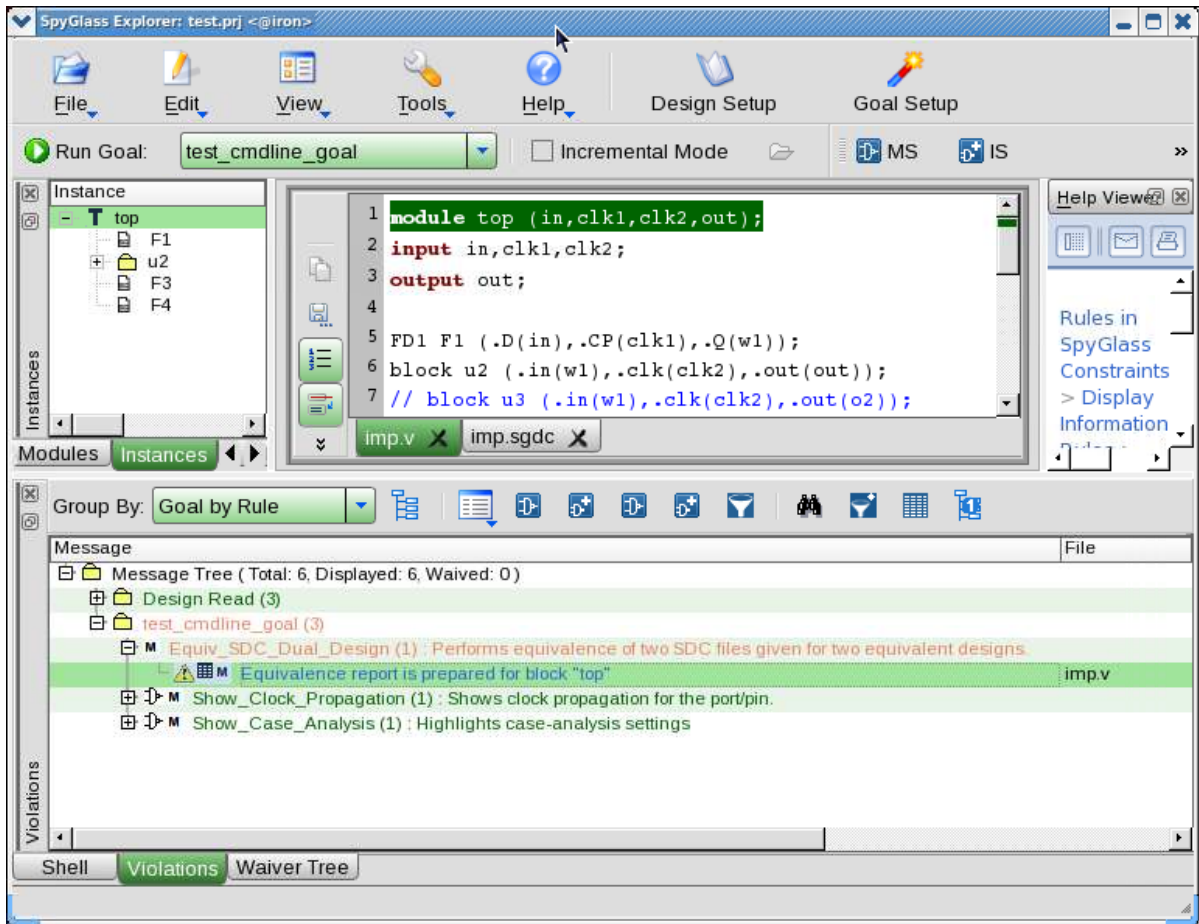 SpyGlass Explorer: test.prj <@iron>
File Edit View Tools Help Design Setup Goal Setup
Run Goal: test_cmdline_goal Incremental Mode MS IS »
Instance
top
F1
u2
F3
F4
Instances
Modules Instances
1 module top (in,clk1,clk2,out);
2 input in,clk1,clk2;
3 output out;
4
5 FD1 F1 (.D(in),.CP(clk1),.Q(w1));
6 block u2 (.in(w1),.clk(clk2),.out(out));
7 // block u3 (.in(w1),.clk(clk2),.out(o2));
imp.v imp.sgdc
Help Viewer
Rules in
SpyGlass
Constraints
> Display
Information
Group By: Goal by Rule
Message File
Message Tree ( Total: 6, Displayed: 6, Waived: 0 )
Design Read (3)
test_cmdline_goal (3)
M Equiv_SDC_Dual_Design (1) : Performs equivalence of two SDC files given for two equivalent designs.
M Equivalence report is prepared for block "top" imp.v
M Show_Clock_Propagation (1) : Shows clock propagation for the port/pin.
M Show_Case_Analysis (1) : Highlights case-analysis settings
Violations
Shell Violations Waiver Tree